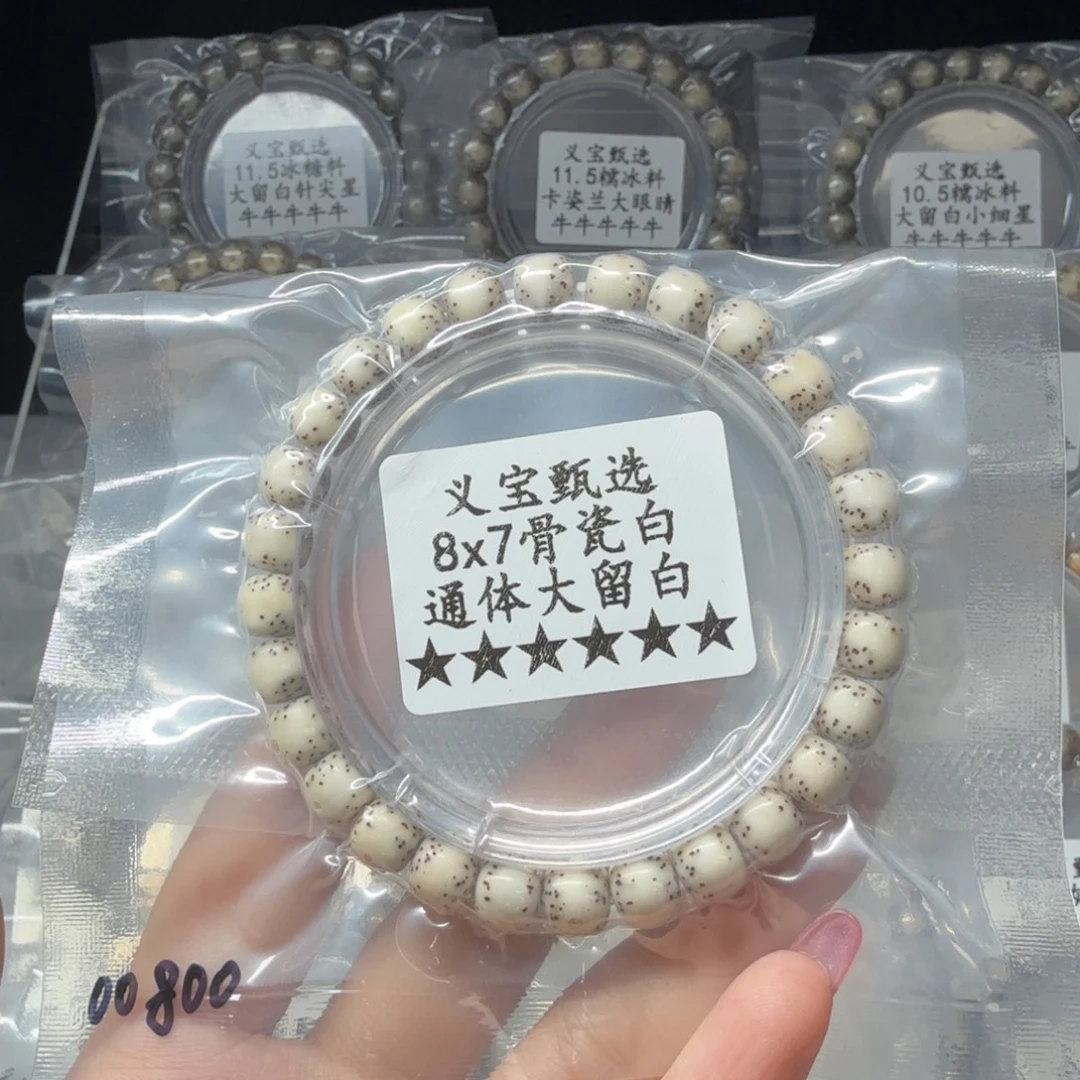 义宝甄选
11.5冰糖料
大留白针尖星
牛牛牛牛牛
义宝甄选
11.5糯冰料
卡姿兰大眼睛
牛牛牛牛牛
义宝甄选
10.5糯冰料
大留白小细星
牛牛牛牛牛
义宝甄选
8x7骨瓷白
通体大留白
★★★★★★
00800